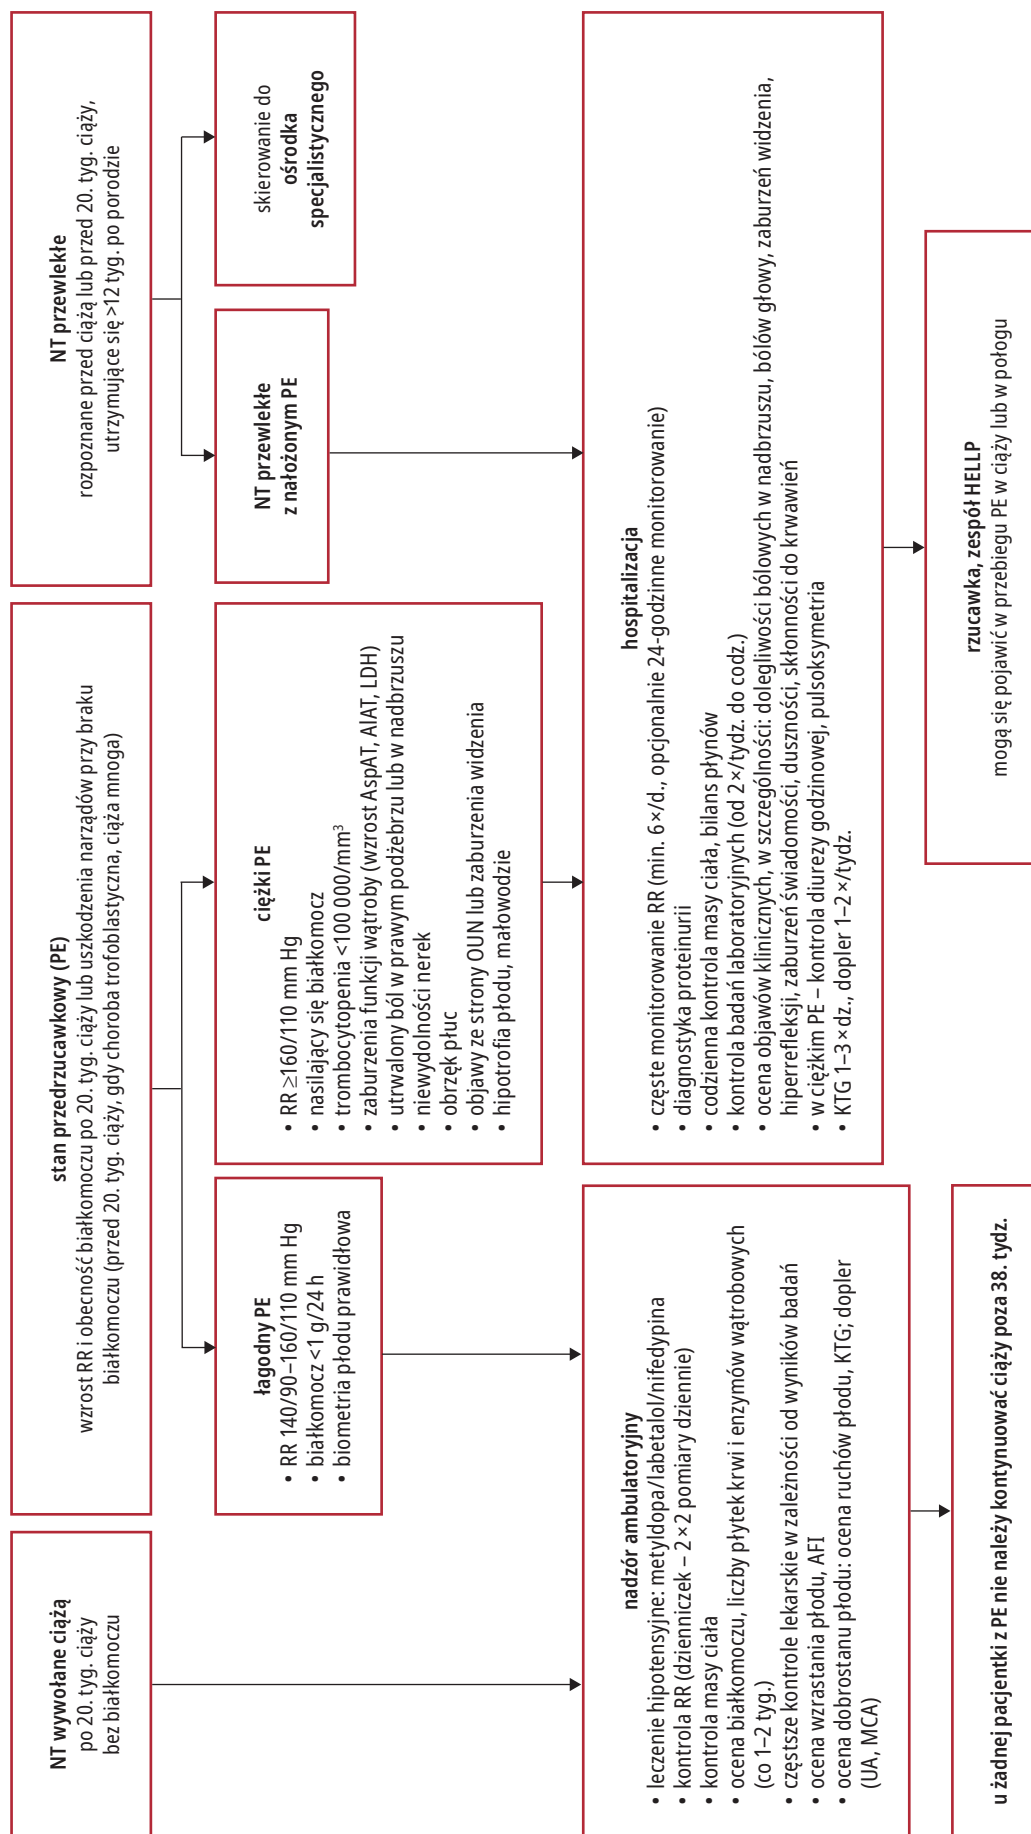 NT wywołane ciążą
po 20. tyg. ciąży
bez białkomoczu
stan przedrzucawkowy (PE)
wzrost RR i obecność białkomoczu po 20. tyg. ciąży lub uszkodzenia narządów przy braku
białkomoczu (przed 20. tyg. ciąży, gdy choroba trofoblastyczna, ciąża mnoga)
NT przewlekłe
rozpoznane przed ciążą lub przed 20. tyg. ciąży,
utrzymujące się >12 tyg. po porodzie
łagodny PE
• RR 140/90–160/110 mm Hg
• białkomocz <1 g/24 h
• biometria płodu prawidłowa
ciężki PE
• RR ≥160/110 mm Hg
• nasilający się białkomocz
• trombocytopenia <100 000/mm³
• zaburzenia funkcji wątroby (wzrost AspAT, AlAT, LDH)
• utrwalony ból w prawym podżebrzu lub w nadbrzuszu
• niewydolności nerek
• obrzęk płuc
• objawy ze strony OUN lub zaburzenia widzenia
• hipotrofia płodu, małowodzie
NT przewlekłe
z nałożonym PE
skierowanie do
ośrodka
specjalistycznego
nadzór ambulatoryjny
• leczenie hipotensyjne: metyldopa/labetalol/nifedypina
• kontrola RR (dzienniczek – 2×2 pomiary dziennie)
• kontrola masy ciała
• ocena białkomoczu, liczby płytek krwi i enzymów wątrobowych
(co 1–2 tyg.)
• częstsze kontrole lekarskie w zależności od wyników badań
• ocena wzrastania płodu, AFI
• ocena dobrostanu płodu: ocena ruchów płodu, KTG; dopler
(UA, MCA)
hospitalizacja
• częste monitorowanie RR (min. 6×/d., opcjonalnie 24-godzinne monitorowanie)
• diagnostyka proteinurii
• codzienna kontrola masy ciała, bilans płynów
• kontrola badań laboratoryjnych (od 2×/tydz. do codz.)
• ocena objawów klinicznych, w szczególności: dolegliwości bólowych w nadbrzuszu, bólów głowy, zaburzeń widzenia,
hiperrefleksji, zaburzeń świadomości, duszności, skłonności do krwawień
• w ciężkim PE – kontrola diurezy godzinowej, pulsoksymetria
• KTG 1–3×dz., dopler 1–2×/tydz.
u żadnej pacjentki z PE nie należy kontynuować ciąży poza 38. tydz.
rzucawka, zespół HELLP
mogą się pojawić w przebiegu PE w ciąży lub w połogu